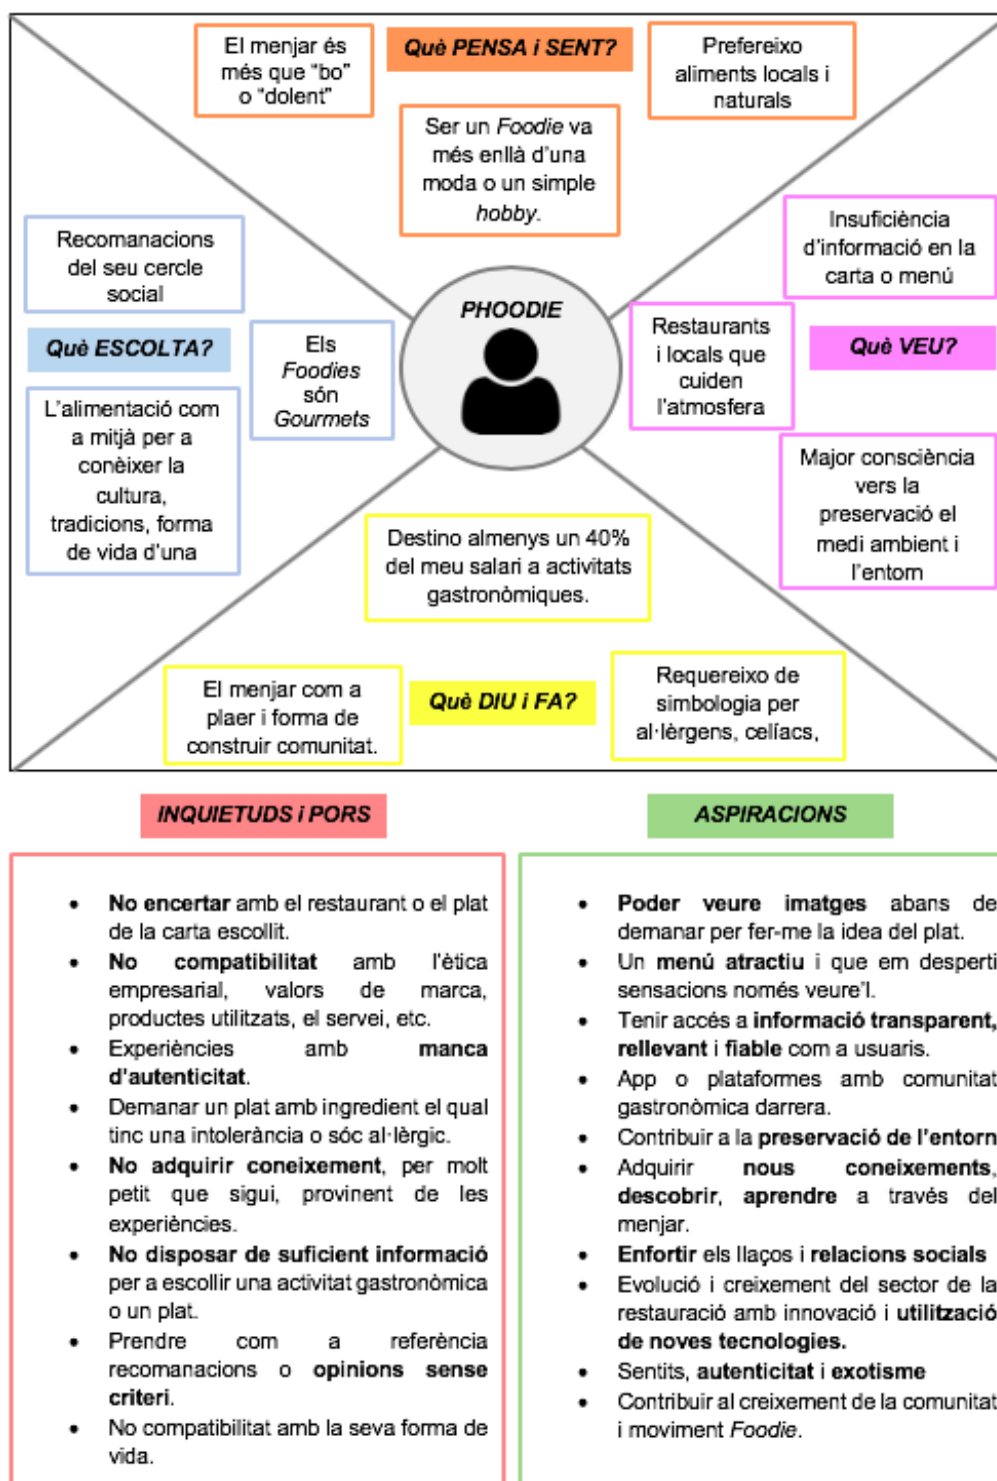 El menjar és
més que “bo”
o “dolent”
Què PENSA i SENT?
Prefereixo
aliments locals i
naturals
Ser un Foodie va
més enllà d’una
moda o un simple
hobby.
Recomanacions
del seu cercle
social
Què ESCOLTA?
Els
Foodies
són
Gourmets
L’alimentació com
a mitjà per a
conèixer la
cultura,
tradicions, forma
de vida d’una
PHOODIE
Insuficiència
d’informació en la
carta o menú
Restaurants
i locals que
cuiden
l’atmosfera
Què VEU?
Major consciència
vers la
preservació el
medi ambient i
l’entorn
Destino almenys un 40%
del meu salari a activitats
gastronòmiques.
El menjar com a
plaer i forma de
construir comunitat.
Què DIU i FA?
Requereixo de
simbologia per
al·lèrgens, celíacs,
INQUIETUDS i PORS
• No encertar amb el restaurant o el plat
de la carta escollit.
• No compatibilitat amb l’ètica
empresarial, valors de marca,
productes utilitzats, el servei, etc.
• Experiències amb manca
d’autenticitat.
• Demanar un plat amb ingredient el qual
tinc una intolerància o sóc al·lèrgic.
• No adquirir coneixement, per molt
petit que sigui, provinent de les
experiències.
• No disposar de suficient informació
per a escollir una activitat gastronòmica
o un plat.
• Prendre com a referència
recomanacions o opinions sense
criteri.
• No compatibilitat amb la seva forma de
vida.
ASPIRACIONS
• Poder veure imatges abans de
demanar per fer-me la idea del plat.
• Un menú atractiu i que em desperti
sensacions només veure’l.
• Tenir accés a informació transparent,
rellevant i fiable com a usuaris.
• App o plataformes amb comunitat
gastronòmica darrera.
• Contribuir a la preservació de l’entorn
• Adquirir nous coneixements,
descobrir, aprendre a través del
menjar.
• Enfortir els llaços i relacions socials
• Evolució i creixement del sector de la
restauració amb innovació i utilització
de noves tecnologies.
• Sentits, autenticitat i exotisme
• Contribuir al creixement de la comunitat
i moviment Foodie.